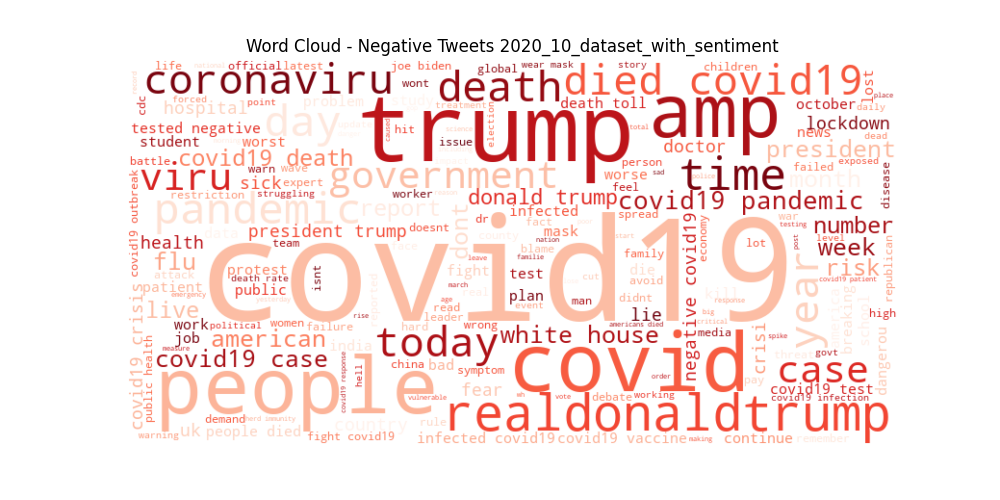 Word Cloud - Negative Tweets 2020_10_dataset_with_sentiment
life official latest joe biden global wear mask story children
coronaviru wont death died covid19 lost place
cdc forced point problem study treatment election death toll october daily
hospital day trump amp news lockdown dead
tested negative hit issue doctor president
student worst person
battle covid19 death warn wave government time worse failed exposed
viru sick expert sad feel month disease
restriction struggling worker donald trump covid19 pandemic
pandemic report dr infected spread war testing
president trump doesnt fact mask economy number
covid19 outbreak health team blame family lot level post week
flu protest isnt dont nation covid19 year risk
attack death rate fight test die covid19 patient republican
patient public leave plan man cut avoid kill
emergency march event didnt response
live age read lie big high
work political women rise leader media
job failure hard wrong white house americans died critical spike govt
measure american today crisi breaking school
covid19 crisis covid19 case india china bad covid negative covid19 case dangerou
public health people hell covid19 response symptom order pay covid19 test
vulnerable fear vote debate working covid19 infection
demand herd immunity country rule realdonaldtrump
warning uk people died fight covid19 infected covid19 covid19 vaccine making continue remember